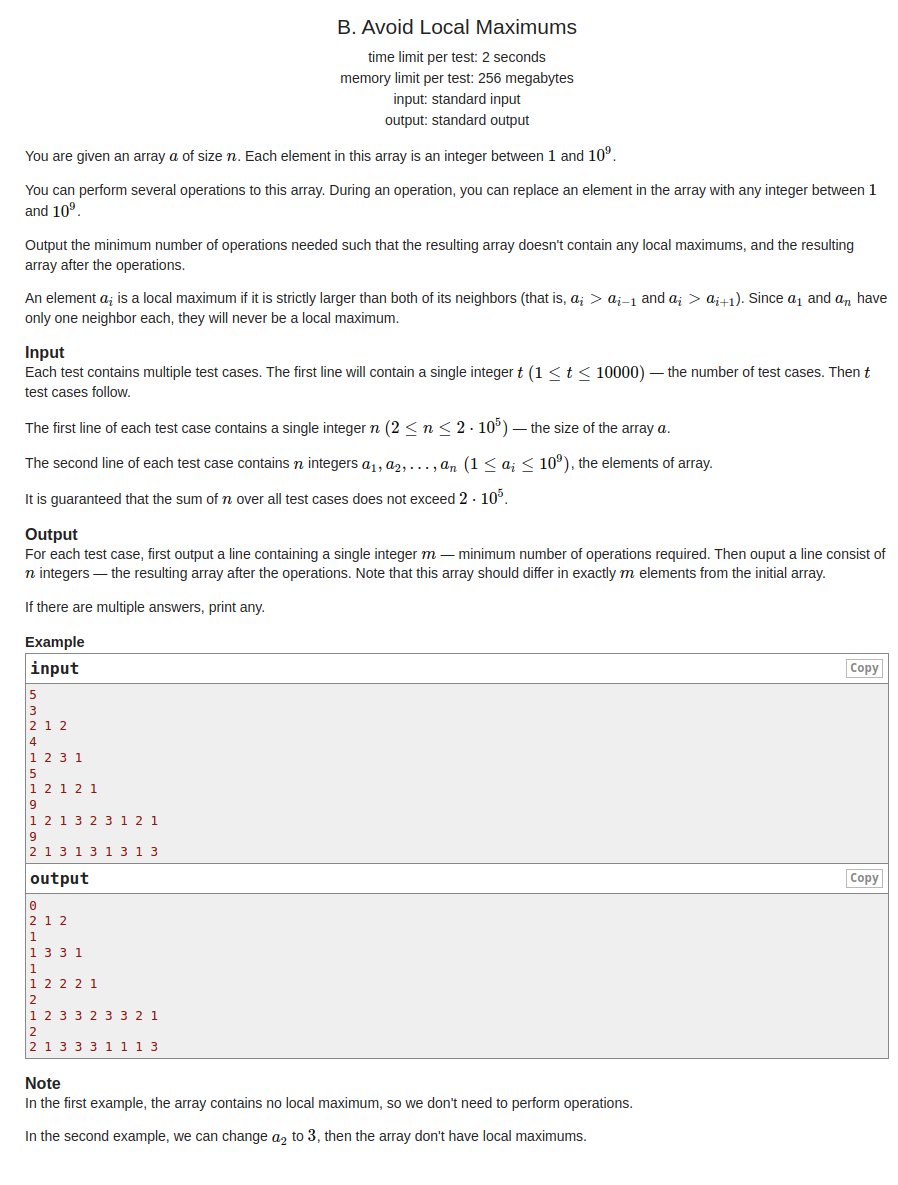 B. Avoid Local Maximums
time limit per test: 2 seconds
memory limit per test: 256 megabytes
input: standard input
output: standard output
You are given an array a of size n. Each element in this array is an integer between 1 and 10^9.
You can perform several operations to this array. During an operation, you can replace an element in the array with any integer between 1
and 10^9.
Output the minimum number of operations needed such that the resulting array doesn't contain any local maximums, and the resulting
array after the operations.
An element a_i is a local maximum if it is strictly larger than both of its neighbors (that is, a_i > a_{i−1} and a_i > a_{i+1}). Since a_1 and a_n have
only one neighbor each, they will never be a local maximum.
Input
Each test contains multiple test cases. The first line will contain a single integer t (1 ≤ t ≤ 10000) — the number of test cases. Then t
test cases follow.
The first line of each test case contains a single integer n (2 ≤ n ≤ 2 · 10^5) — the size of the array a.
The second line of each test case contains n integers a_1, a_2, . . . , a_n (1 ≤ a_i ≤ 10^9), the elements of array.
It is guaranteed that the sum of n over all test cases does not exceed 2 · 10^5.
Output
For each test case, first output a line containing a single integer m — minimum number of operations required. Then ouput a line consist of
n integers — the resulting array after the operations. Note that this array should differ in exactly m elements from the initial array.
If there are multiple answers, print any.
Example
input Copy
5
3
2 1 2
4
1 2 3 1
5
1 2 1 2 1
9
1 2 1 3 2 3 1 2 1
9
2 1 3 1 3 1 3 1 3
output Copy
0
2 1 2
1
1 3 3 1
1
1 2 2 2 1
2
1 2 3 3 2 3 3 2 1
2
2 1 3 3 3 1 1 1 3
Note
In the first example, the array contains no local maximum, so we don't need to perform operations.
In the second example, we can change a_2 to 3, then the array don't have local maximums.